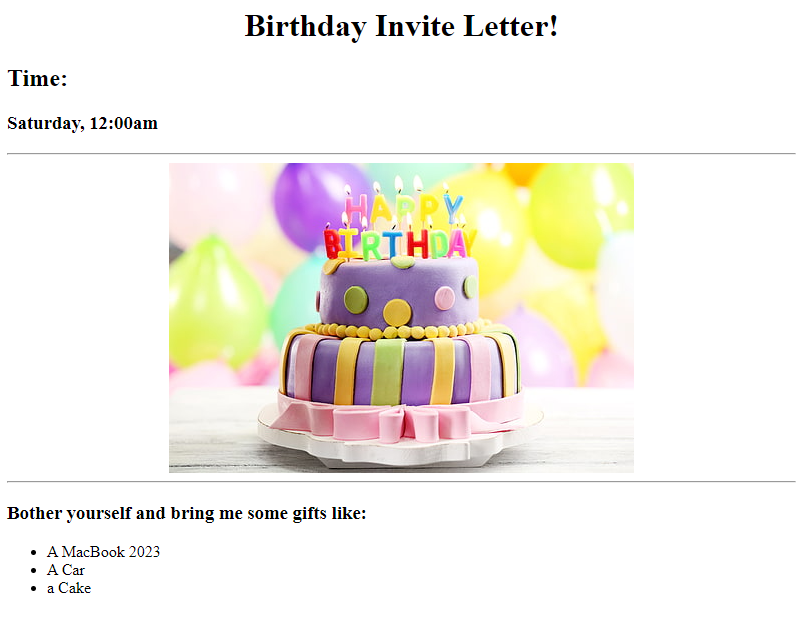 Birthday Invite Letter!
Time:
Saturday, 12:00am
HAPPY
BIRTHDAY
Bother yourself and bring me some gifts like:
A MacBook 2023
A Car
a Cake